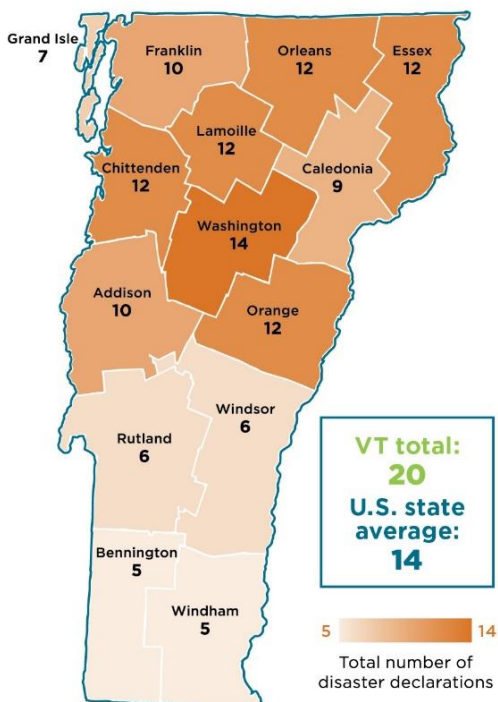 Grand Isle
7
Franklin
10
Orleans
12
Essex
12
Lamoille
12
Chittenden
12
Caledonia
9
Washington
14
Addison
10
Orange
12
Windsor
6
Rutland
6
VT total:
20
U.S. state
average:
14
Bennington
5
Windham
5
5 14
Total number of
disaster declarations